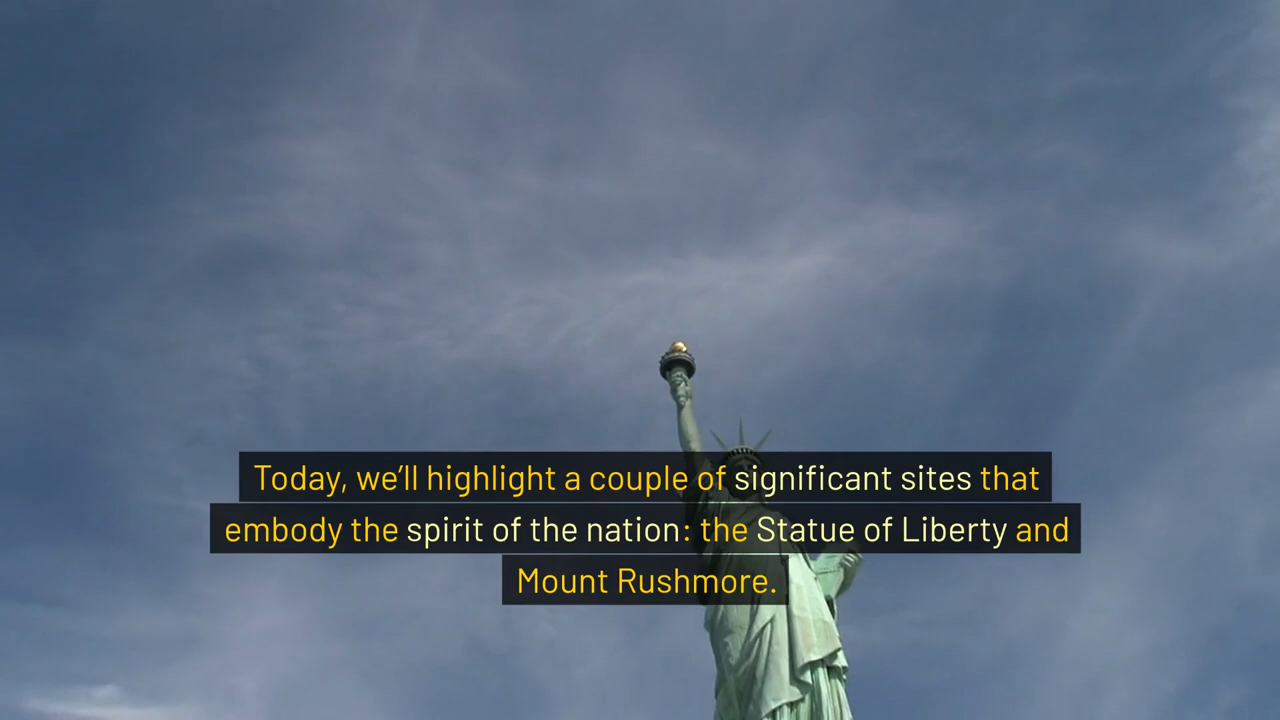 Today, we’ll highlight a couple of significant sites that
embody the spirit of the nation: the Statue of Liberty and
Mount Rushmore.